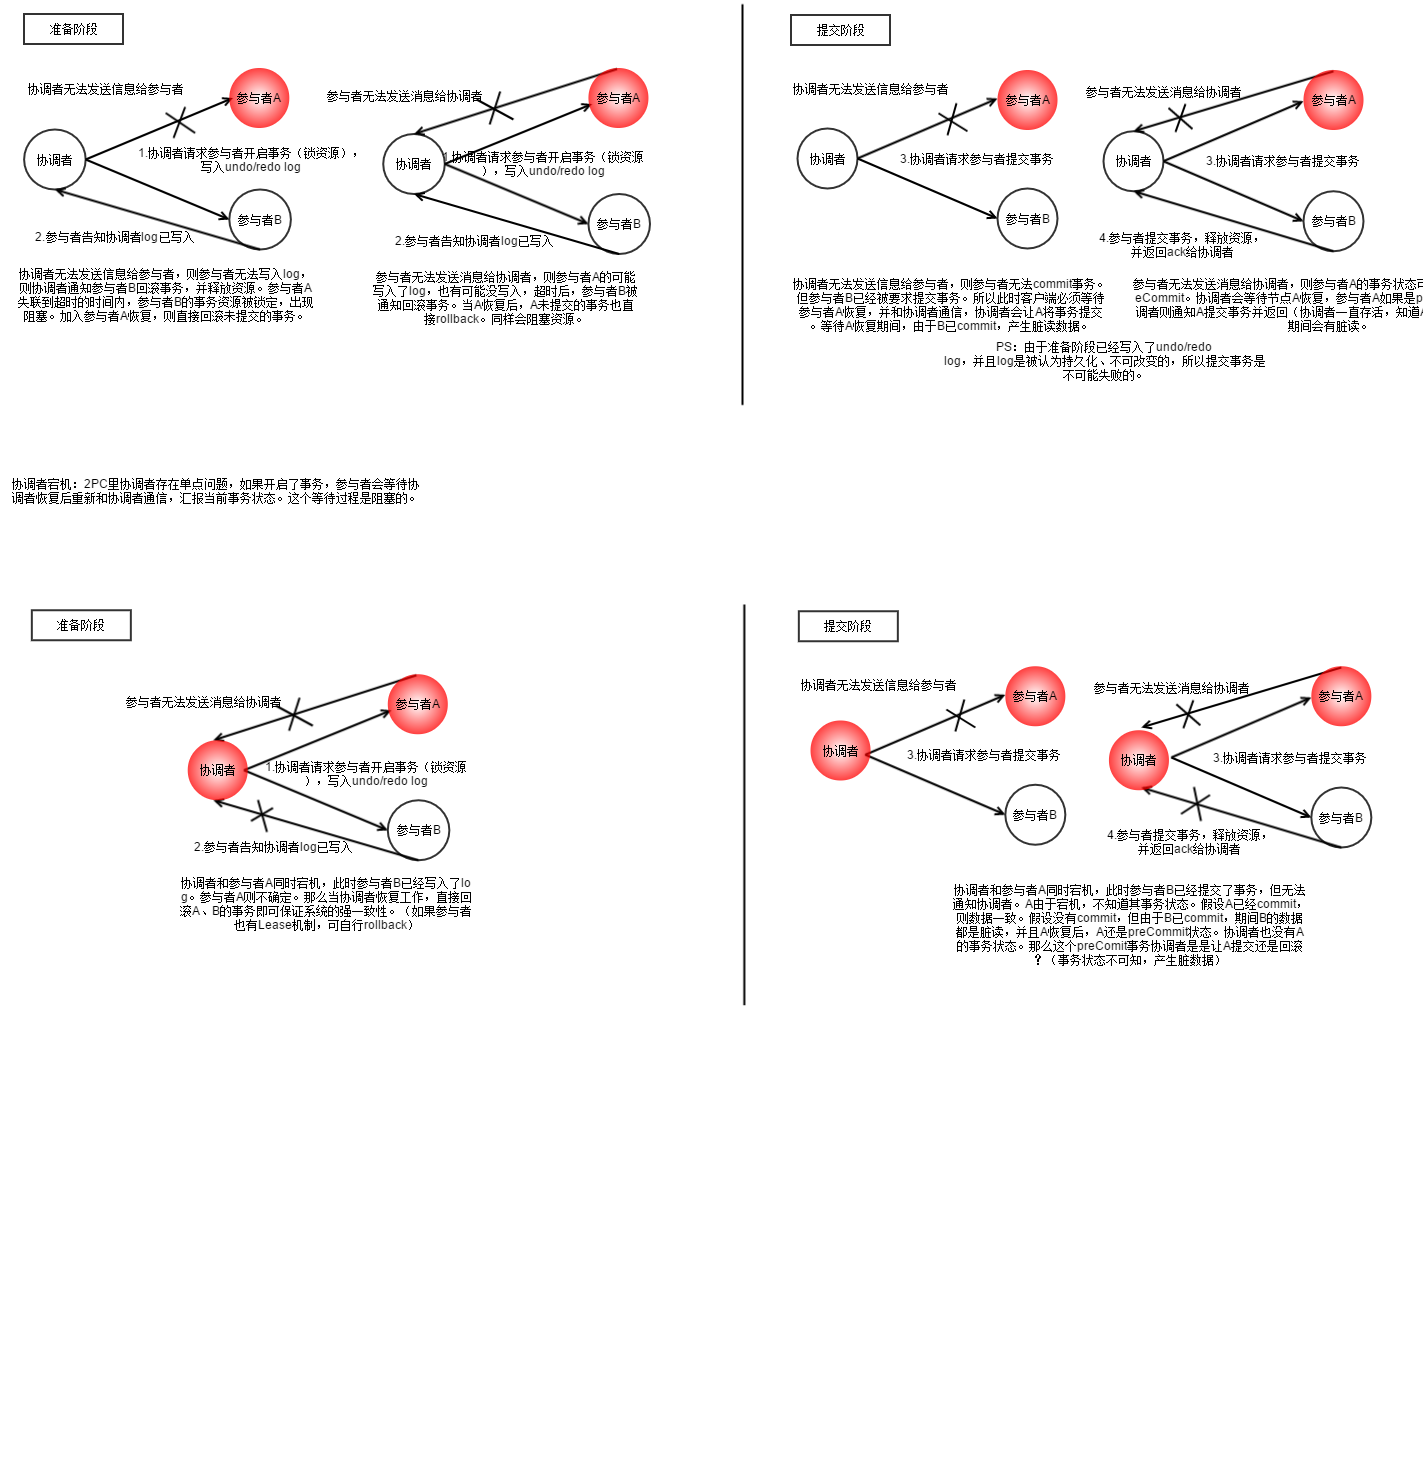 准备阶段
协调者无法发送信息给参与者
参与者A
协调者
1.协调者请求参与者开启事务（锁资源），
写入undo/redo log
参与者B
2.参与者告知协调者log已写入
协调者无法发送信息给参与者，则参与者无法写入log，
则协调者通知参与者B回滚事务，并释放资源。参与者A
失联到超时的时间内，参与者B的事务资源被锁定，出现
阻塞。加入参与者A恢复，则直接回滚未提交的事务。
参与者无法发送消息给协调者
参与者A
协调者
1.协调者请求参与者开启事务（锁资源
），写入undo/redo log
参与者B
2.参与者告知协调者log已写入
参与者无法发送消息给协调者，则参与者A的可能
写入了log，也有可能没写入，超时后，参与者B被
通知回滚事务。当A恢复后，A未提交的事务也直
接rollback。同样会阻塞资源。
提交阶段
协调者无法发送信息给参与者
参与者A
协调者
3.协调者请求参与者提交事务
参与者B
协调者无法发送信息给参与者，则参与者无法commit事务。
但参与者B已经被要求提交事务。所以此时客户端必须等待
参与者A恢复，并和协调者通信，协调者会让A将事务提交
。等待A恢复期间，由于B已commit，产生脏读数据。
参与者无法发送消息给协调者
参与者A
协调者
3.协调者请求参与者提交事务
参与者B
4.参与者提交事务，释放资源，
并返回ack给协调者
参与者无法发送消息给协调者，则参与者A的事务状态
eCommit。协调者会等待节点A恢复，参与者A如果是p
调者则通知A提交事务并返回（协调者一直存活，知道
期间会有脏读。
PS：由于准备阶段已经写入了undo/redo
log，并且log是被认为持久化、不可改变的，所以提交事务是
不可能失败的。
协调者宕机：2PC里协调者存在单点问题，如果开启了事务，参与者会等待协
调者恢复后重新和协调者通信，汇报当前事务状态。这个等待过程是阻塞的。
准备阶段
参与者无法发送消息给协调者
参与者A
协调者
1.协调者请求参与者开启事务（锁资源
），写入undo/redo log
参与者B
2.参与者告知协调者log已写入
协调者和参与者A同时宕机，此时参与者B已经写入了lo
g。参与者A则不确定。那么当协调者恢复工作，直接回
滚A、B的事务即可保证系统的强一致性。（如果参与者
也有Lease机制，可自行rollback）
提交阶段
协调者无法发送信息给参与者
参与者A
协调者
3.协调者请求参与者提交事务
参与者B
参与者无法发送消息给协调者
参与者A
协调者
3.协调者请求参与者提交事务
参与者B
4.参与者提交事务，释放资源，
并返回ack给协调者
协调者和参与者A同时宕机，此时参与者B已经提交了事务，但无法
通知协调者。A由于宕机，不知道其事务状态。假设A已经commit，
则数据一致。假设没有commit，但由于B已commit，期间B的数据
都是脏读，并且A恢复后，A还是preCommit状态。协调者也没有A
的事务状态。那么这个preComit事务协调者是是让A提交还是回滚
？（事务状态不可知，产生脏数据）